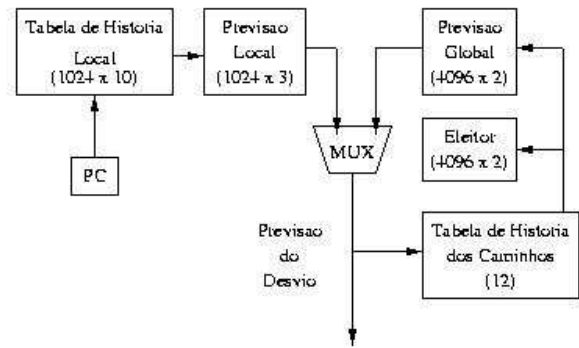 Tabela de Historia
Local
(1024 x 10)
Previsao
Local
(1024 x 3)
Previsao
Global
(4096 x 2)
Eleitor
(4096 x 2)
MUX
PC
Previsao
do
Desvio
Tabela de Historia
dos Caminhos
(12)